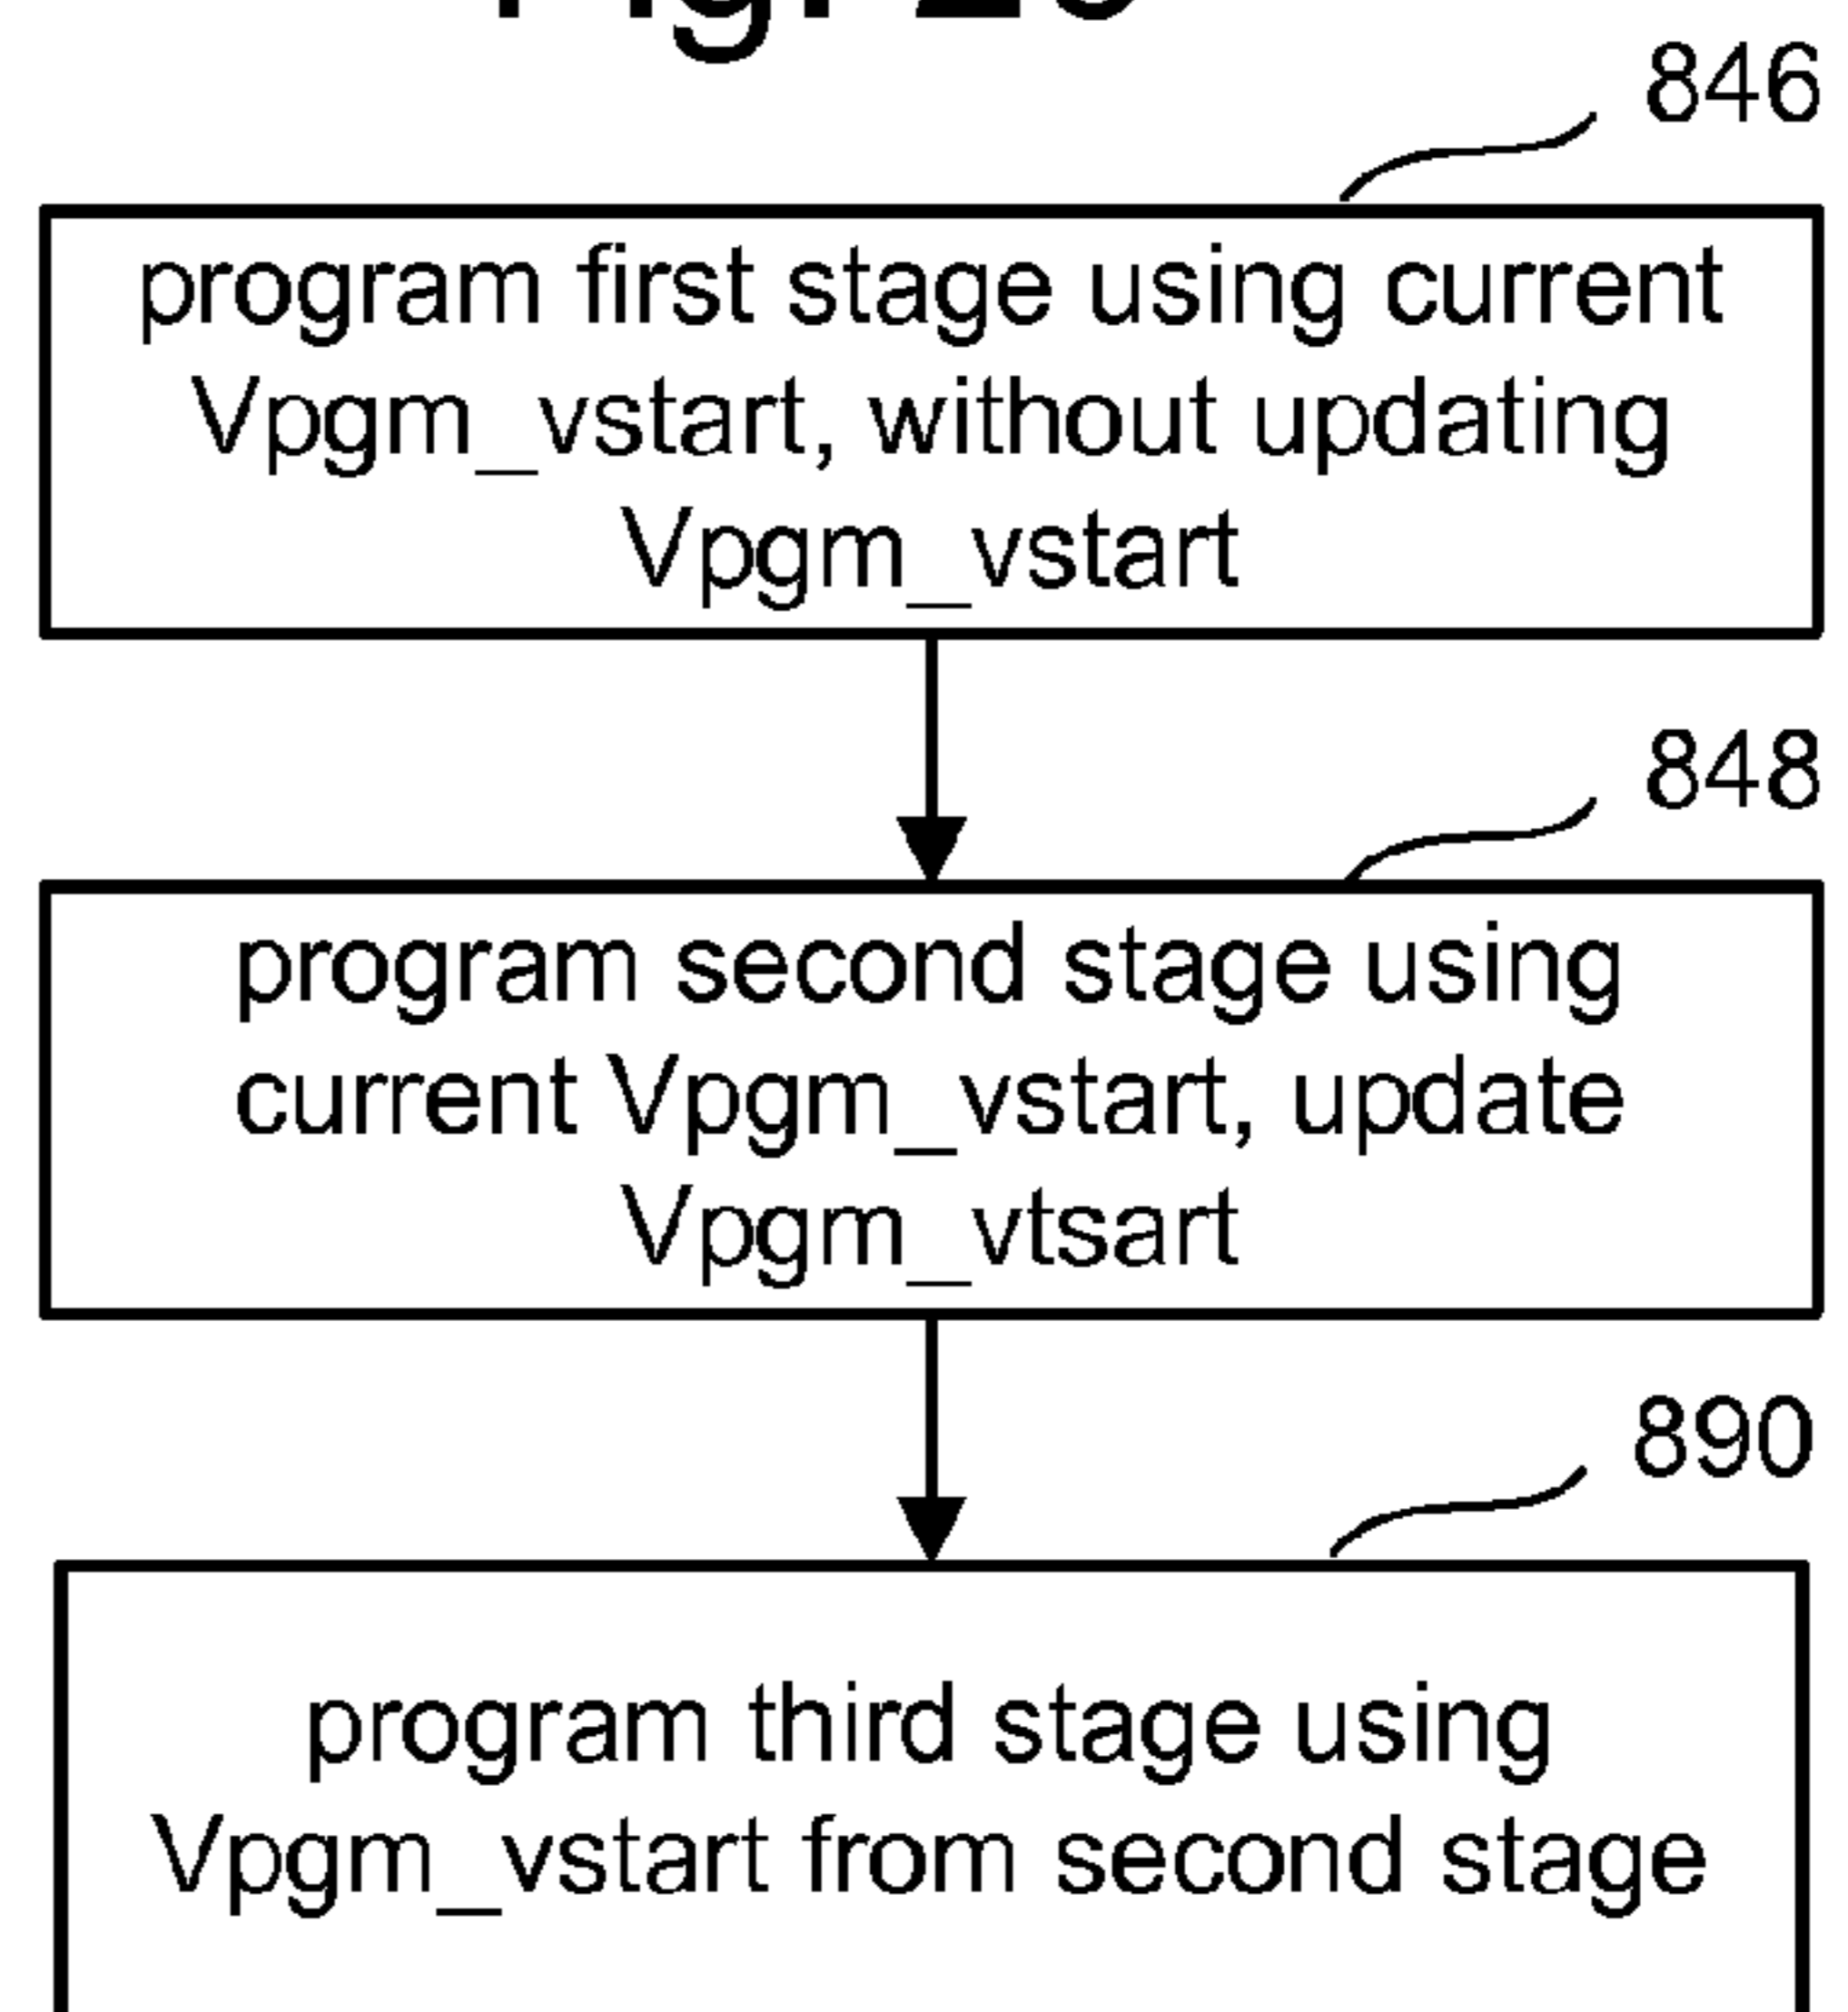 846
program first stage using current
Vpgm_vstart, without updating
Vpgm_vstart
848
program second stage using
current Vpgm_vstart, update
Vpgm_vtsart
890
program third stage using
Vpgm_vstart from second stage